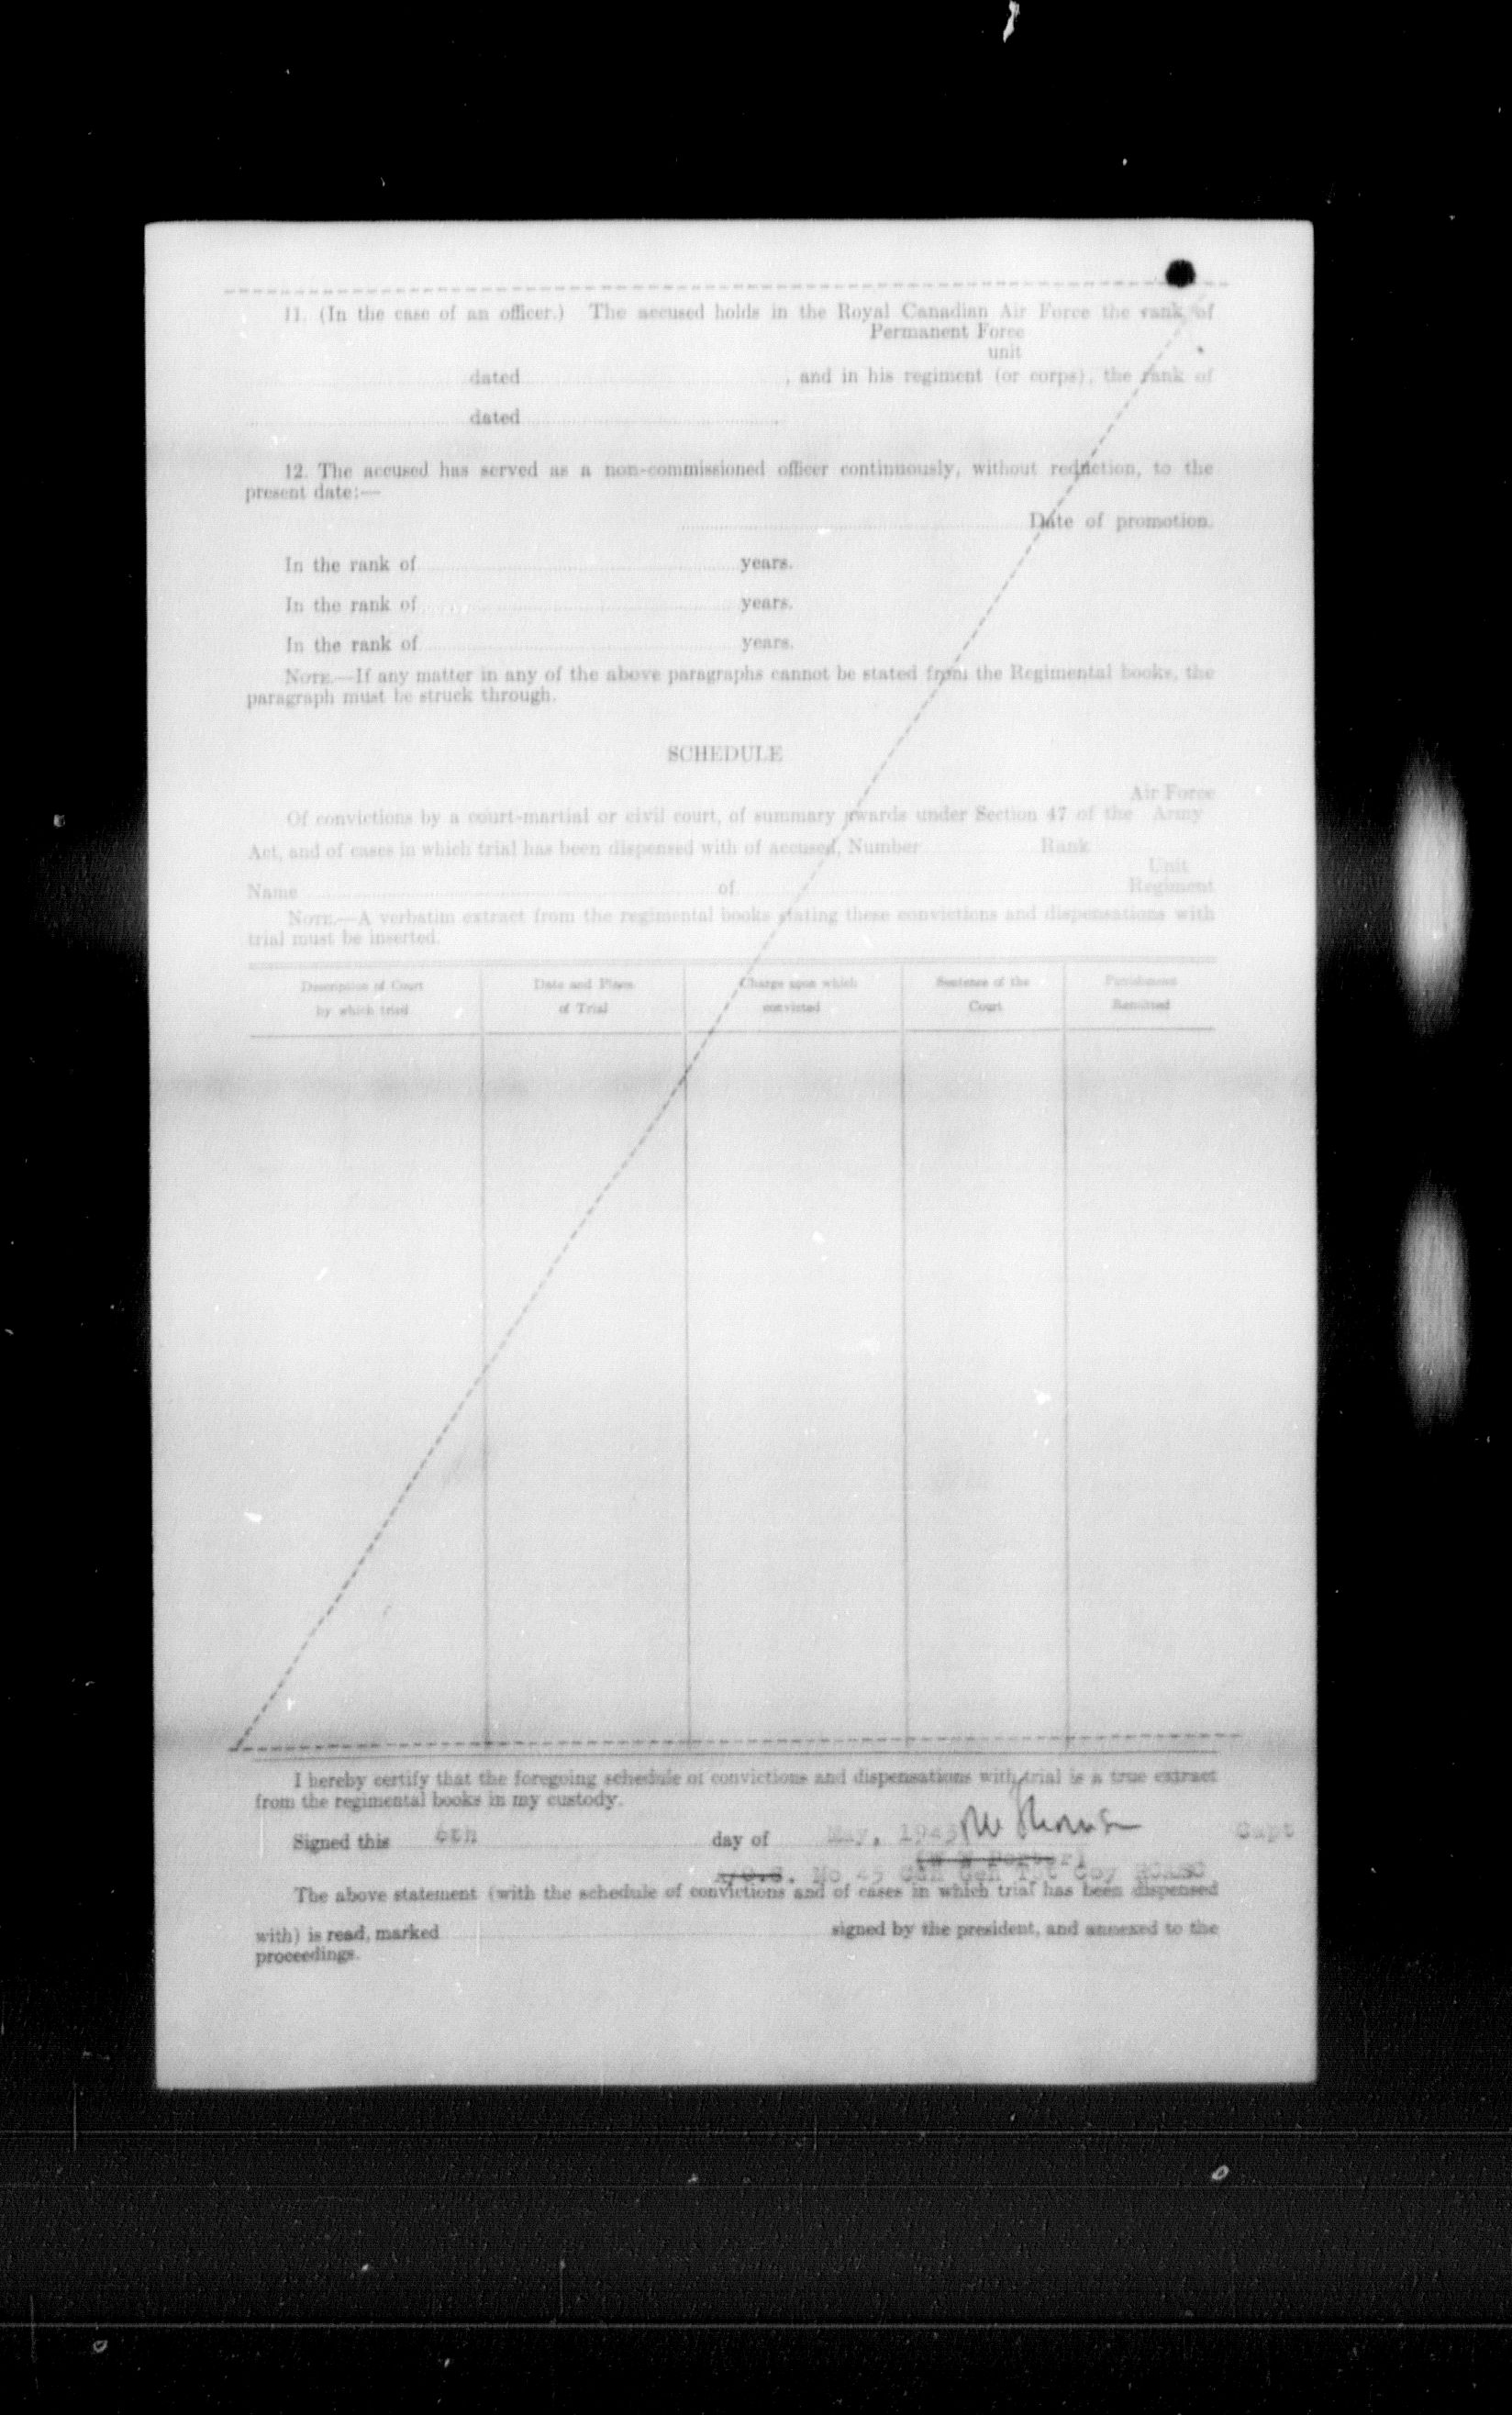 11. (In the case of an officer.) The accused holds in the Royal Canadian Air Force the rank of
Permanent Force
unit
dated , and in his regiment (or corps), the rank of
dated
12. The accused has served as a non-commissioned officer continuously, without reduction, to the
present date:—
Date of promotion.
In the rank of years.
In the rank of years.
In the rank of years.
NOTE.—If any matter in any of the above paragraphs cannot be stated from the Regimental books, the
paragraph must be struck through.
SCHEDULE
Air Force
Of convictions by a court-martial or civil court, of summary awards under Section 47 of the Army
Act, and of cases in which trial has been dispensed with of accused, Number Rank
Unit
Name of Regiment
NOTE.—A verbatim extract from the regimental books stating these convictions and dispensations with
trial must be inserted.
Description of Court Date and Place Charge upon which Sentence of the Punishment
by which tried of Trial convicted Court Remitted
I hereby certify that the foregoing schedule of convictions and dispensations with trial is a true extract
from the regimental books in my custody.
Signed this 6th day of May, 1943 Capt
Porter)
No 45 Gen Tpt Coy RCASC
The above statement (with the schedule of convictions and of cases in which trial has been dispensed
with) is read, marked signed by the president, and annexed to the
proceedings.